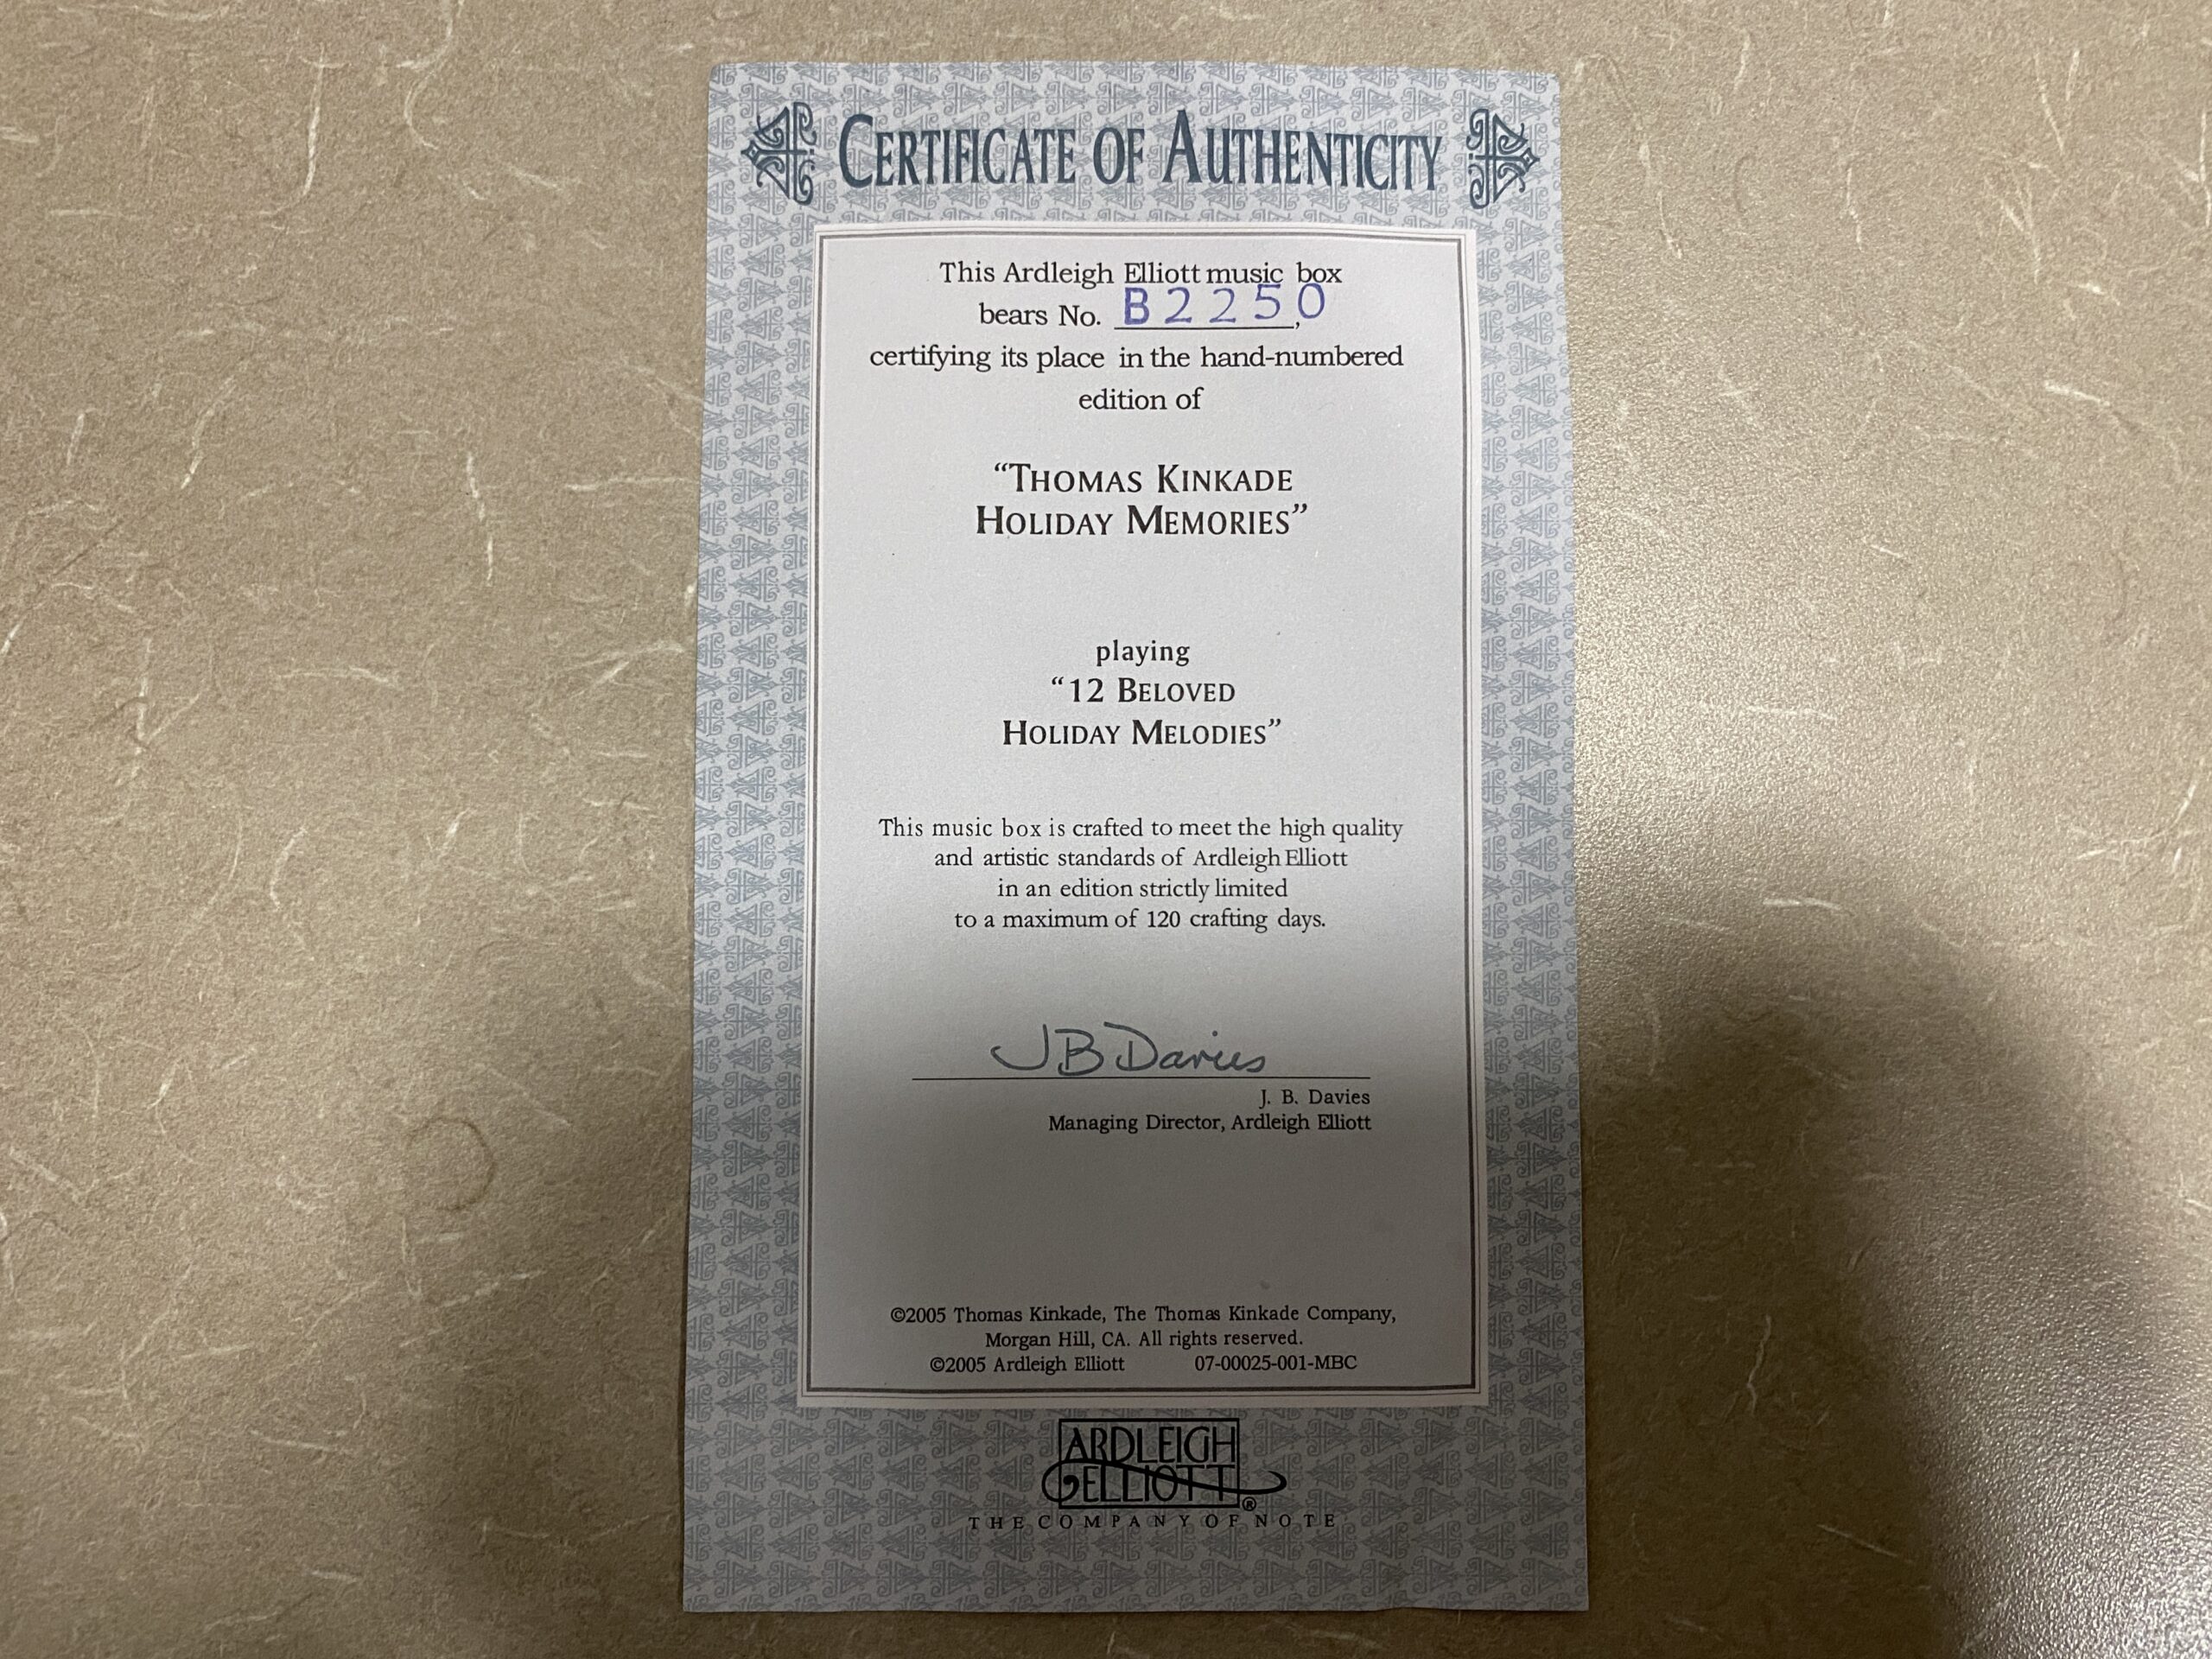 CERTIFICATE OF AUTHENTICITY
This Ardleigh Elliott music box
bears No. B2250,
certifying its place in the hand-numbered
edition of
“THOMAS KINKADE
HOLIDAY MEMORIES”
playing
“12 BELOVED
HOLIDAY MELODIES”
This music box is crafted to meet the high quality
and artistic standards of Ardleigh Elliott
in an edition strictly limited
to a maximum of 120 crafting days.
JB Davies
J. B. Davies
Managing Director, Ardleigh Elliott
©2005 Thomas Kinkade, The Thomas Kinkade Company,
Morgan Hill, CA. All rights reserved.
©2005 Ardleigh Elliott 07-00025-001-MBC
ARDLEIGH
ELLIOTT®
THE COMPANY OF NOTE